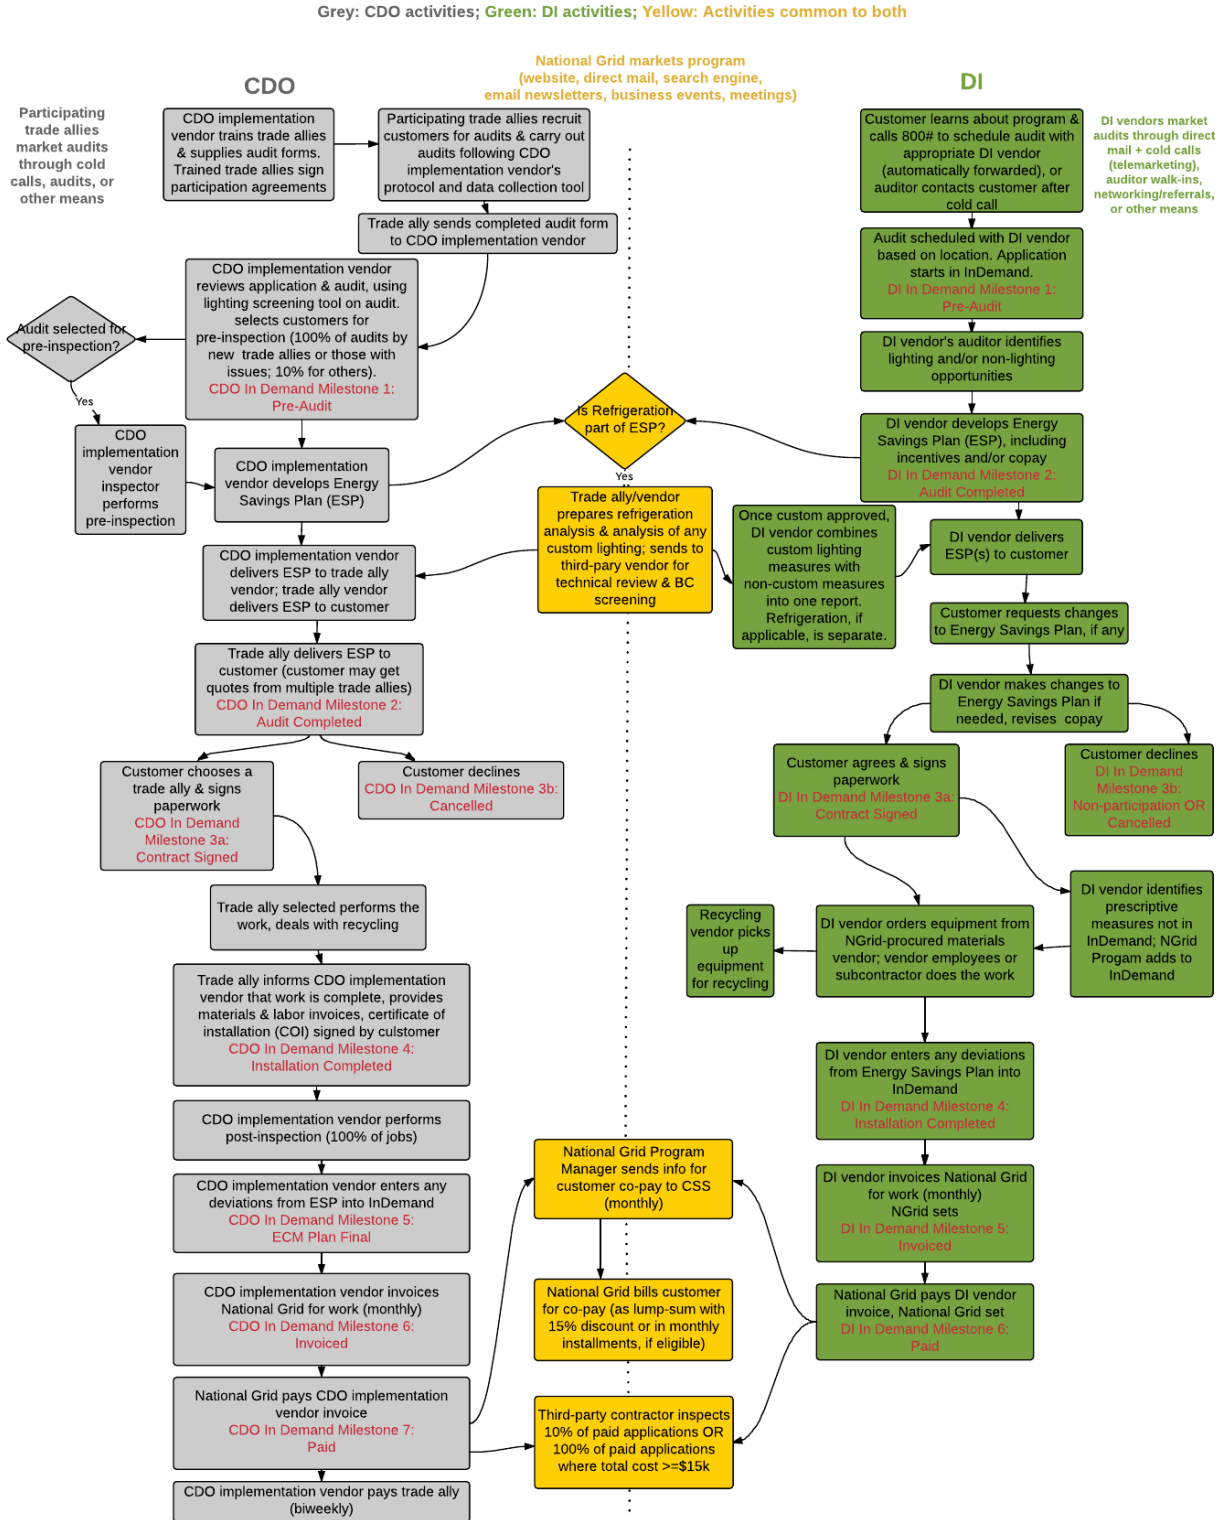 Grey: CDO activities; Green: DI activities; Yellow: Activities common to both
National Grid markets program
(website, direct mail, search engine,
email newsletters, business events, meetings)
CDO
DI
Participating
trade allies
market audits
through cold
calls, audits, or
other means
CDO implementation
vendor trains trade allies
& supplies audit forms.
Trained trade allies sign
participation agreements
Participating trade allies recruit
customers for audits & carry out
audits following CDO
implementation vendor's
protocol and data collection tool
Trade ally sends completed audit form
to CDO implementation vendor
CDO implementation vendor
reviews application & audit, using
lighting screening tool on audit.
selects customers for
pre-inspection (100% of audits by
new trade allies or those with
issues; 10% for others).
CDO In Demand Milestone 1:
Pre-Audit
Audit selected for
pre-inspection?
Yes
CDO
implementation
vendor
inspector
performs
pre-inspection
CDO implementation
vendor develops Energy
Savings Plan (ESP)
CDO implementation vendor
delivers ESP to trade ally
vendor; trade ally vendor
delivers ESP to customer
Trade ally delivers ESP to
customer (customer may get
quotes from multiple trade allies)
CDO In Demand Milestone 2:
Audit Completed
Customer chooses a
trade ally & signs
paperwork
CDO In Demand
Milestone 3a:
Contract Signed
Customer declines
CDO In Demand Milestone 3b:
Cancelled
Trade ally selected performs the
work, deals with recycling
Trade ally informs CDO implementation
vendor that work is complete, provides
materials & labor invoices, certificate of
installation (COI) signed by culstomer
CDO In Demand Milestone 4:
Installation Completed
CDO implementation vendor performs
post-inspection (100% of jobs)
CDO implementation vendor enters any
deviations from ESP into InDemand
CDO In Demand Milestone 5:
ECM Plan Final
CDO implementation vendor invoices
National Grid for work (monthly)
CDO In Demand Milestone 6:
Invoiced
National Grid pays CDO implementation
vendor invoice
CDO In Demand Milestone 7:
Paid
CDO implementation vendor pays trade ally
(biweekly)
Is Refrigeration
part of ESP?
Yes
Trade ally/vendor
prepares refrigeration
analysis & analysis of any
custom lighting; sends to
third-pary vendor for
technical review & BC
screening
National Grid Program
Manager sends info for
customer co-pay to CSS
(monthly)
National Grid bills customer
for co-pay (as lump-sum with
15% discount or in monthly
installments, if eligible)
Third-party contractor inspects
10% of paid applications OR
100% of paid applications
where total cost >=$15k
Customer learns about program &
calls 800# to schedule audit with
appropriate DI vendor
(automatically forwarded), or
auditor contacts customer after
cold call
DI vendors market
audits through direct
mail + cold calls
(telemarketing),
auditor walk-ins,
networking/referrals,
or other means
Audit scheduled with DI vendor
based on location. Application
starts in InDemand.
DI In Demand Milestone 1:
Pre-Audit
DI vendor's auditor identifies
lighting and/or non-lighting
opportunities
DI vendor develops Energy
Savings Plan (ESP), including
incentives and/or copay
DI In Demand Milestone 2:
Audit Completed
Once custom approved,
DI vendor combines
custom lighting
measures with
non-custom measures
into one report.
Refrigeration, if
applicable, is separate.
DI vendor delivers
ESP(s) to customer
Customer requests changes
to Energy Savings Plan, if any
DI vendor makes changes to
Energy Savings Plan if
needed, revises copay
Customer agrees & signs
paperwork
DI In Demand Milestone 3a:
Contract Signed
Customer declines
DI In Demand
Milestone 3b:
Non-participation OR
Cancelled
DI vendor identifies
prescriptive
measures not in
InDemand; NGrid
Progam adds to
InDemand
DI vendor orders equipment from
NGrid-procured materials
vendor; vendor employees or
subcontractor does the work
Recycling
vendor picks
up
equipment
for recycling
DI vendor enters any deviations
from Energy Savings Plan into
InDemand
DI In Demand Milestone 4:
Installation Completed
DI vendor invoices National Grid
for work (monthly)
NGrid sets
DI In Demand Milestone 5:
Invoiced
National Grid pays DI vendor
invoice, National Grid set
DI In Demand Milestone 6:
Paid